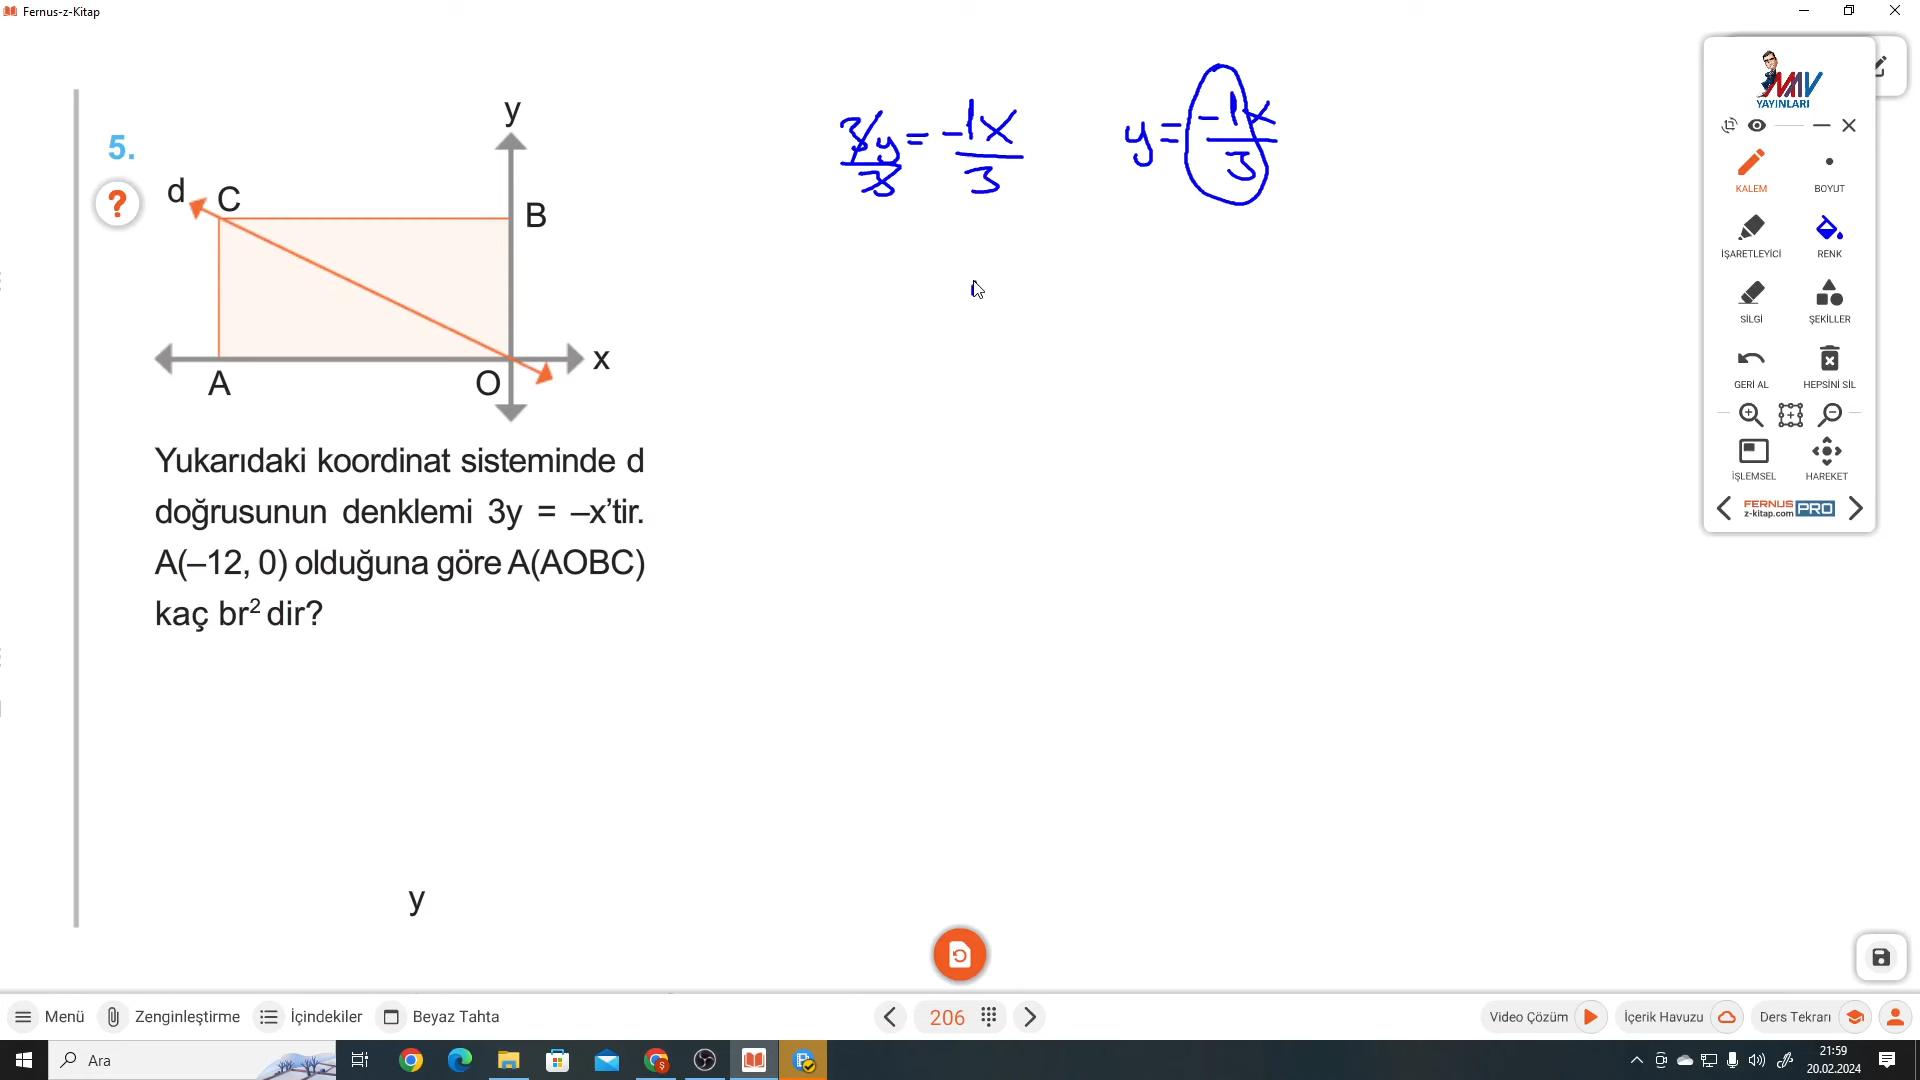 Fernus-z-Kitap
5.
?
d
C
y
B
A
O
x
3y/3 = -1x/3
y = -1x/3
Yukarıdaki koordinat sisteminde d
doğrusunun denklemi 3y = –x’tir.
A(–12, 0) olduğuna göre A(AOBC)
kaç br² dir?
y
MAV
YAYINLARI
KALEM
BOYUT
İŞARETLEYİCİ
RENK
SİLGİ
ŞEKİLLER
GERİ AL
HEPSİNİ SİL
İŞLEMSEL
HAREKET
FERNUS
z-kitap.com PRO
Menü
Zenginleştirme
İçindekiler
Beyaz Tahta
206
Video Çözüm
İçerik Havuzu
Ders Tekrarı
Ara
21:59
20.02.2024